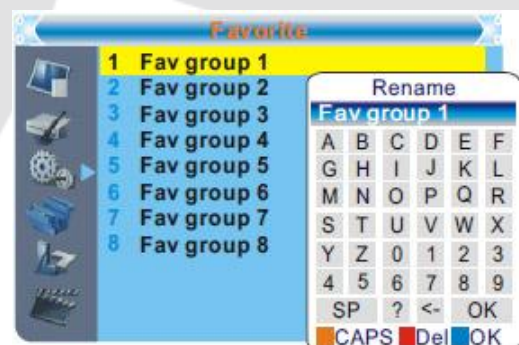 Favorite
1 Fav group 1
2 Fav group 2
3 Fav group 3
4 Fav group 4
5 Fav group 5
6 Fav group 6
7 Fav group 7
8 Fav group 8
Rename
Fav group 1
A B C D E F
G H I J K L
M N O P Q R
S T U V W X
Y Z 0 1 2 3
4 5 6 7 8 9
SP ? <- OK
CAPS Del OK